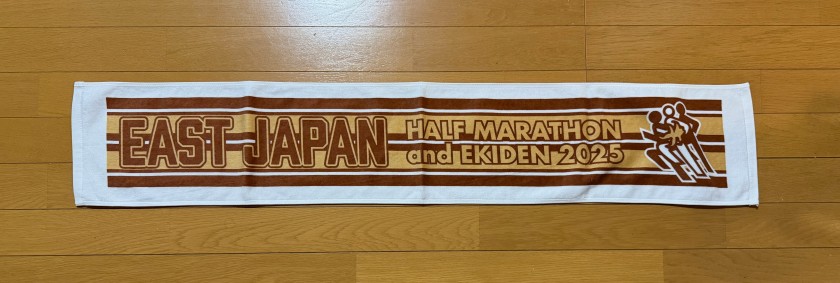 EAST JAPAN
HALF MARATHON
and EKIDEN 2025